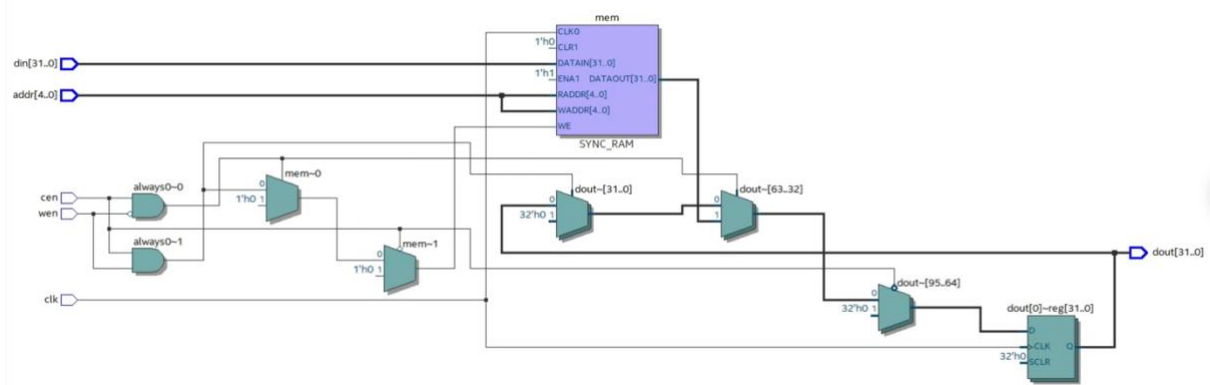 mem
CLK0
1'h0
CLR1
din[31..0]
DATAIN[31..0]
1'h1
ENA1 DATAOUT[31..0]
addr[4..0]
RADDR[4..0]
WADDR[4..0]
WE
SYNC_RAM
mem~0
always0~0
0
1'h0 1
cen
wen
dout~[31..0]
0
32'h0 1
dout~[63..32]
0
1
always0~1
mem~1
0
1'h0 1
dout[31..0]
dout~[95..64]
0
32'h0 1
clk
dout[0]~reg[31..0]
D
CLK Q
32'h0
SCLR